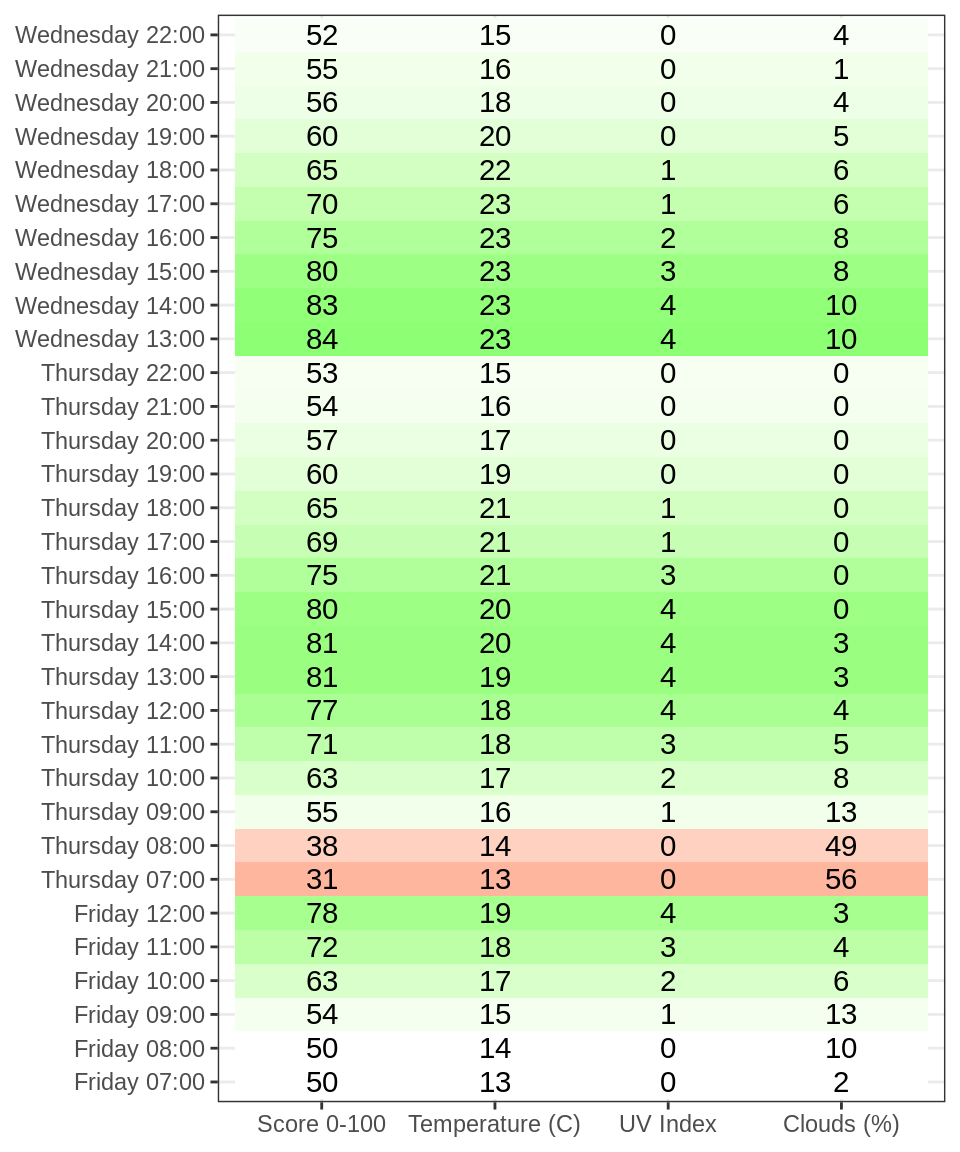 Wednesday 22:00 52 15 0 4
Wednesday 21:00 55 16 0 1
Wednesday 20:00 56 18 0 4
Wednesday 19:00 60 20 0 5
Wednesday 18:00 65 22 1 6
Wednesday 17:00 70 23 1 6
Wednesday 16:00 75 23 2 8
Wednesday 15:00 80 23 3 8
Wednesday 14:00 83 23 4 10
Wednesday 13:00 84 23 4 10
Thursday 22:00 53 15 0 0
Thursday 21:00 54 16 0 0
Thursday 20:00 57 17 0 0
Thursday 19:00 60 19 0 0
Thursday 18:00 65 21 1 0
Thursday 17:00 69 21 1 0
Thursday 16:00 75 21 3 0
Thursday 15:00 80 20 4 0
Thursday 14:00 81 20 4 3
Thursday 13:00 81 19 4 3
Thursday 12:00 77 18 4 4
Thursday 11:00 71 18 3 5
Thursday 10:00 63 17 2 8
Thursday 09:00 55 16 1 13
Thursday 08:00 38 14 0 49
Thursday 07:00 31 13 0 56
Friday 12:00 78 19 4 3
Friday 11:00 72 18 3 4
Friday 10:00 63 17 2 6
Friday 09:00 54 15 1 13
Friday 08:00 50 14 0 10
Friday 07:00 50 13 0 2
Score 0-100 Temperature (C) UV Index Clouds (%)